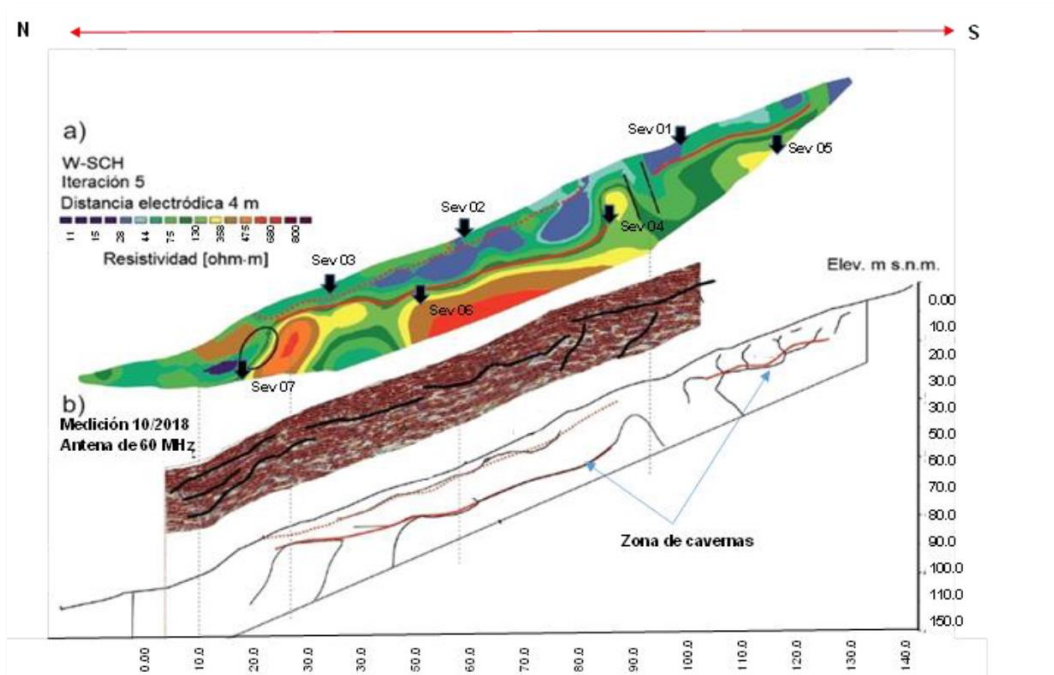 N
S
a)
W-SCH
Iteración 5
Distancia electródica 4 m
11 15 28 44 75 130 358 475 680 800
Resistividad [ohm·m]
Sev 01
Sev 05
Sev 02
Sev 04
Sev 03
Sev 06
Sev 07
b)
Medición 10/2018
Antena de 60 MHz
Elev. m s.n.m.
0.00
10.0
20.0
30.0
30.0
50.0
60.0
70.0
80.0
90.0
100.0
110.0
150.0
Zona de cavernas
0.00 10.0 20.0 30.0 30.0 50.0 60.0 70.0 80.0 90.0 100.0 110.0 120.0 130.0 140.0